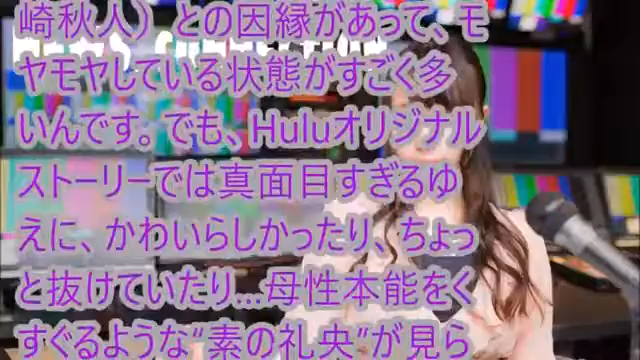 崎秋人）との因縁があって、モ
ヤモヤしている状態がすごく多
いんです。でも、Huluオリジナル
ストーリーでは真面目すぎるゆ
えに、かわいらしかったり、ちょっ
と抜けていたり...母性本能をく
すぐるような“素の礼央”が見ら